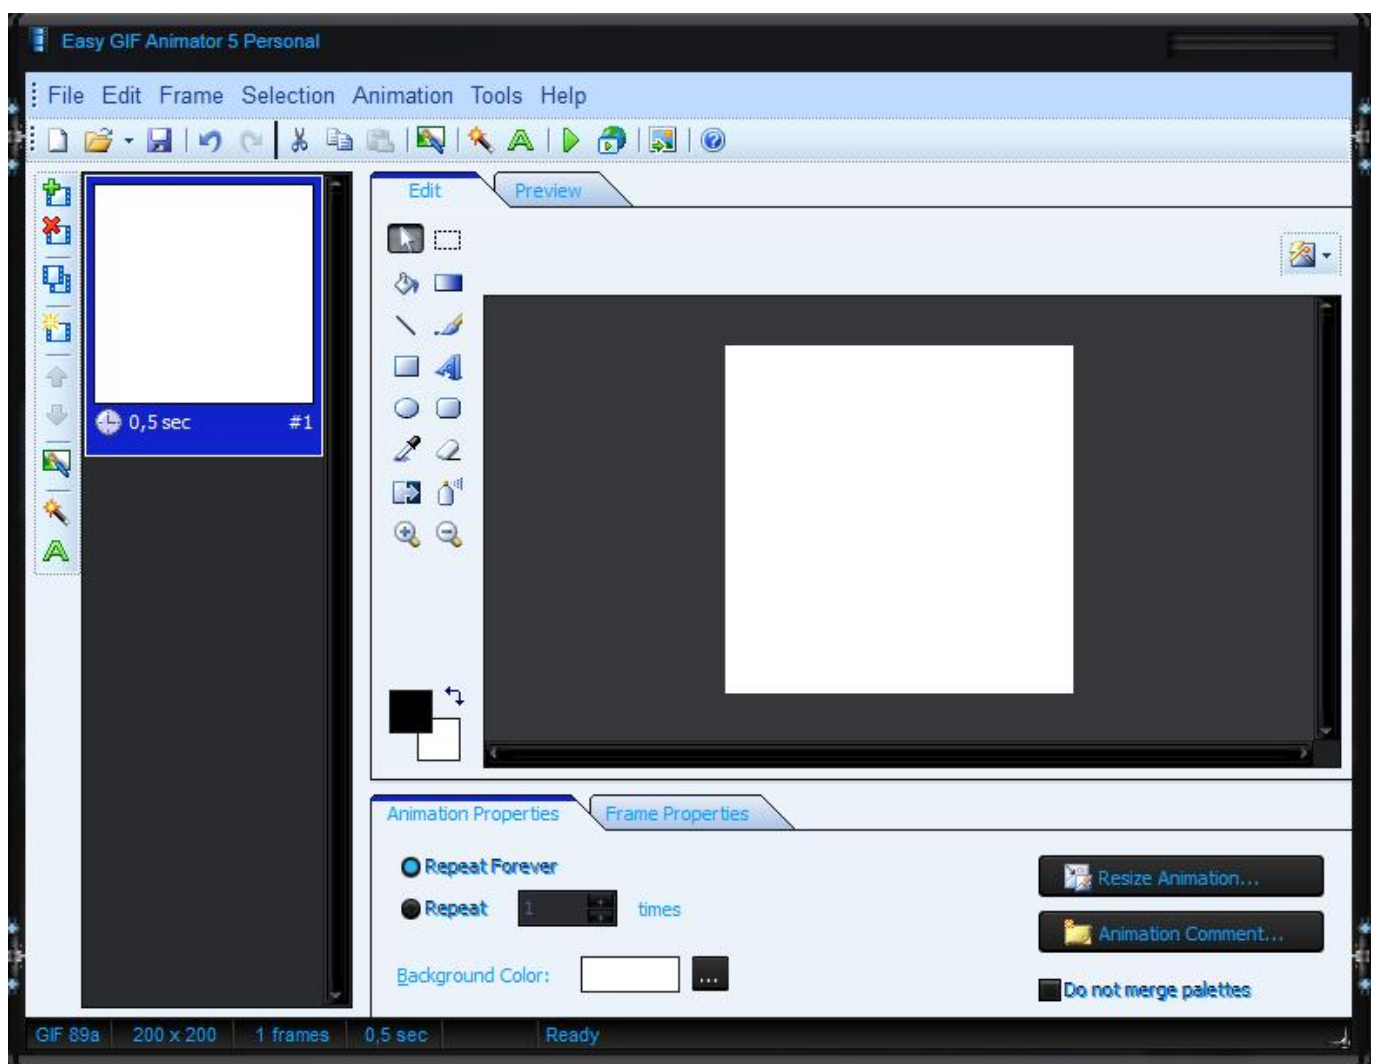 Easy GIF Animator 5 Personal
File Edit Frame Selection Animation Tools Help
Edit Preview
0,5 sec #1
Animation Properties Frame Properties
Repeat Forever
Repeat 1 times
Resize Animation...
Animation Comment...
Background Color: ...
Do not merge palettes
GIF 89a 200 x 200 1 frames 0,5 sec Ready